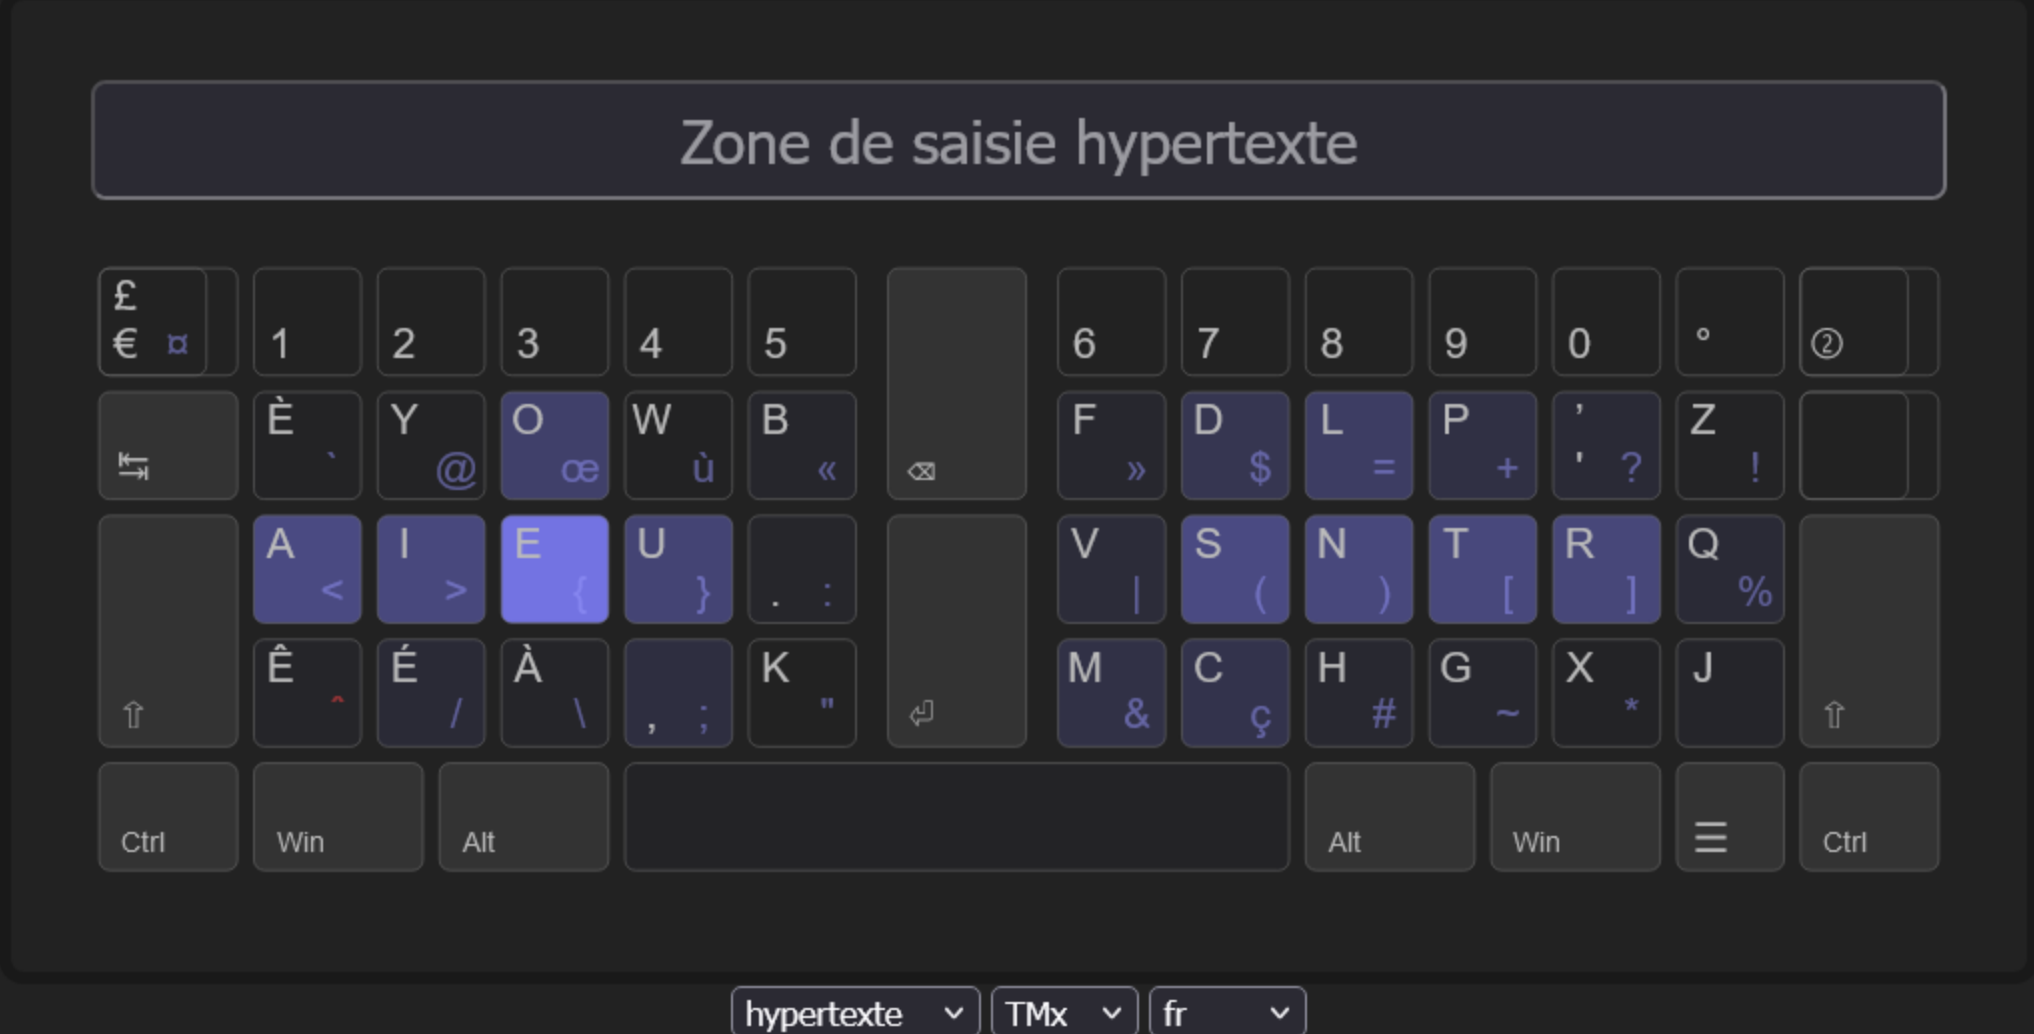 Zone de saisie hypertexte
£
€ ¤ 1 2 3 4 5 6 7 8 9 0 ° ②
È ` Y @ O œ W ù B « ⌫ F » D $ L = P + ’ ' ? Z !
A < I > E { U } . : V | S ( N ) T [ R ] Q %
⇧ Ê ˆ É / À \ , ; K " ⏎ M & C ç H # G ~ X * J ⇧
Ctrl Win Alt Alt Win ☰ Ctrl
hypertexte TMx fr